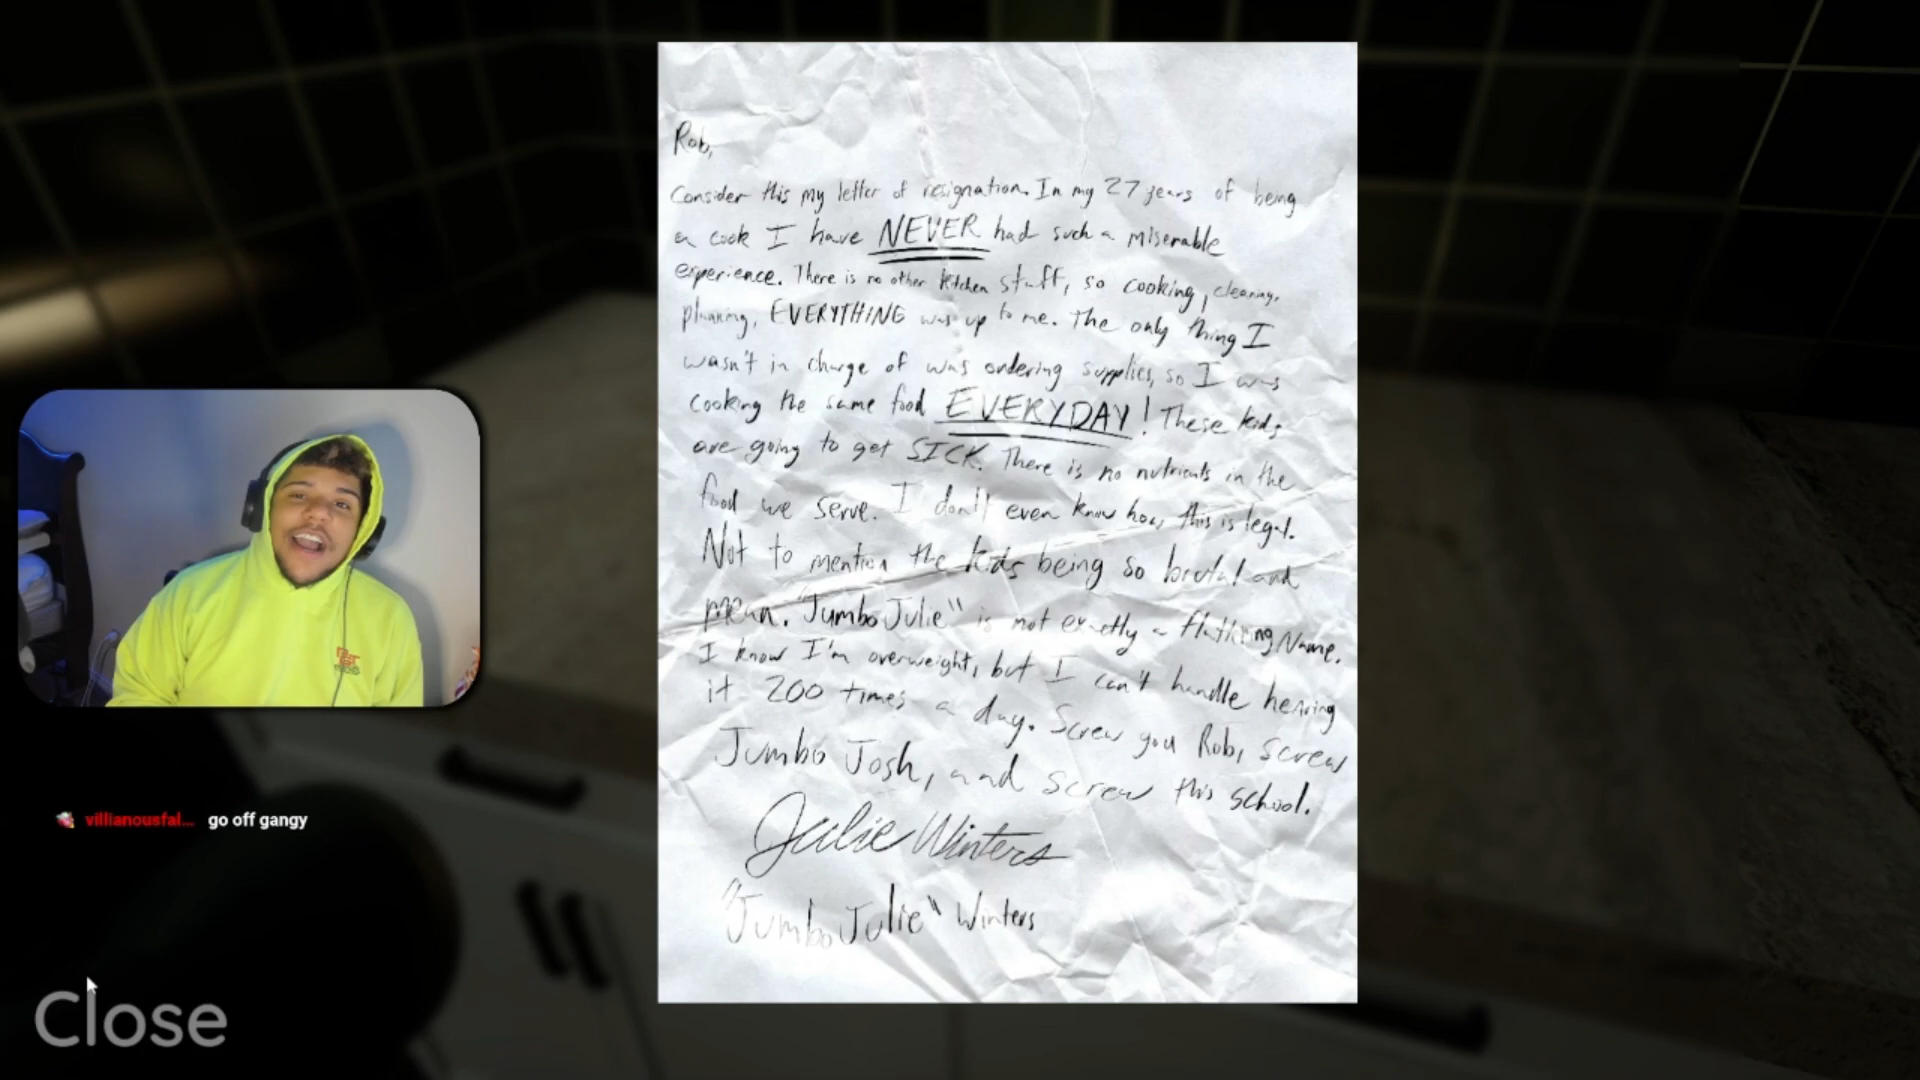 Rob,
Consider this my letter of resignation. In my 27 years of being
a cook I have NEVER had such a miserable
experience. There is no other kitchen stuff, so cooking, cleaning,
planning, EVERYTHING was up to me. The only thing I
wasn't in charge of was ordering supplies, so I was
cooking the same food EVERYDAY! These kids
are going to get SICK. There is no nutrients in the
food we serve. I don't even know how this is legal.
Not to mention the kids being so brutal and
mean. "Jumbo Julie" is not exactly a flattering Name.
I know I'm overweight, but I can't handle hearing
it 200 times a day. Screw you Rob, screw
Jumbo Josh, and screw this school.
Julie Winters
"Jumbo Julie" Winters
villianousfal... go off gangy
Close